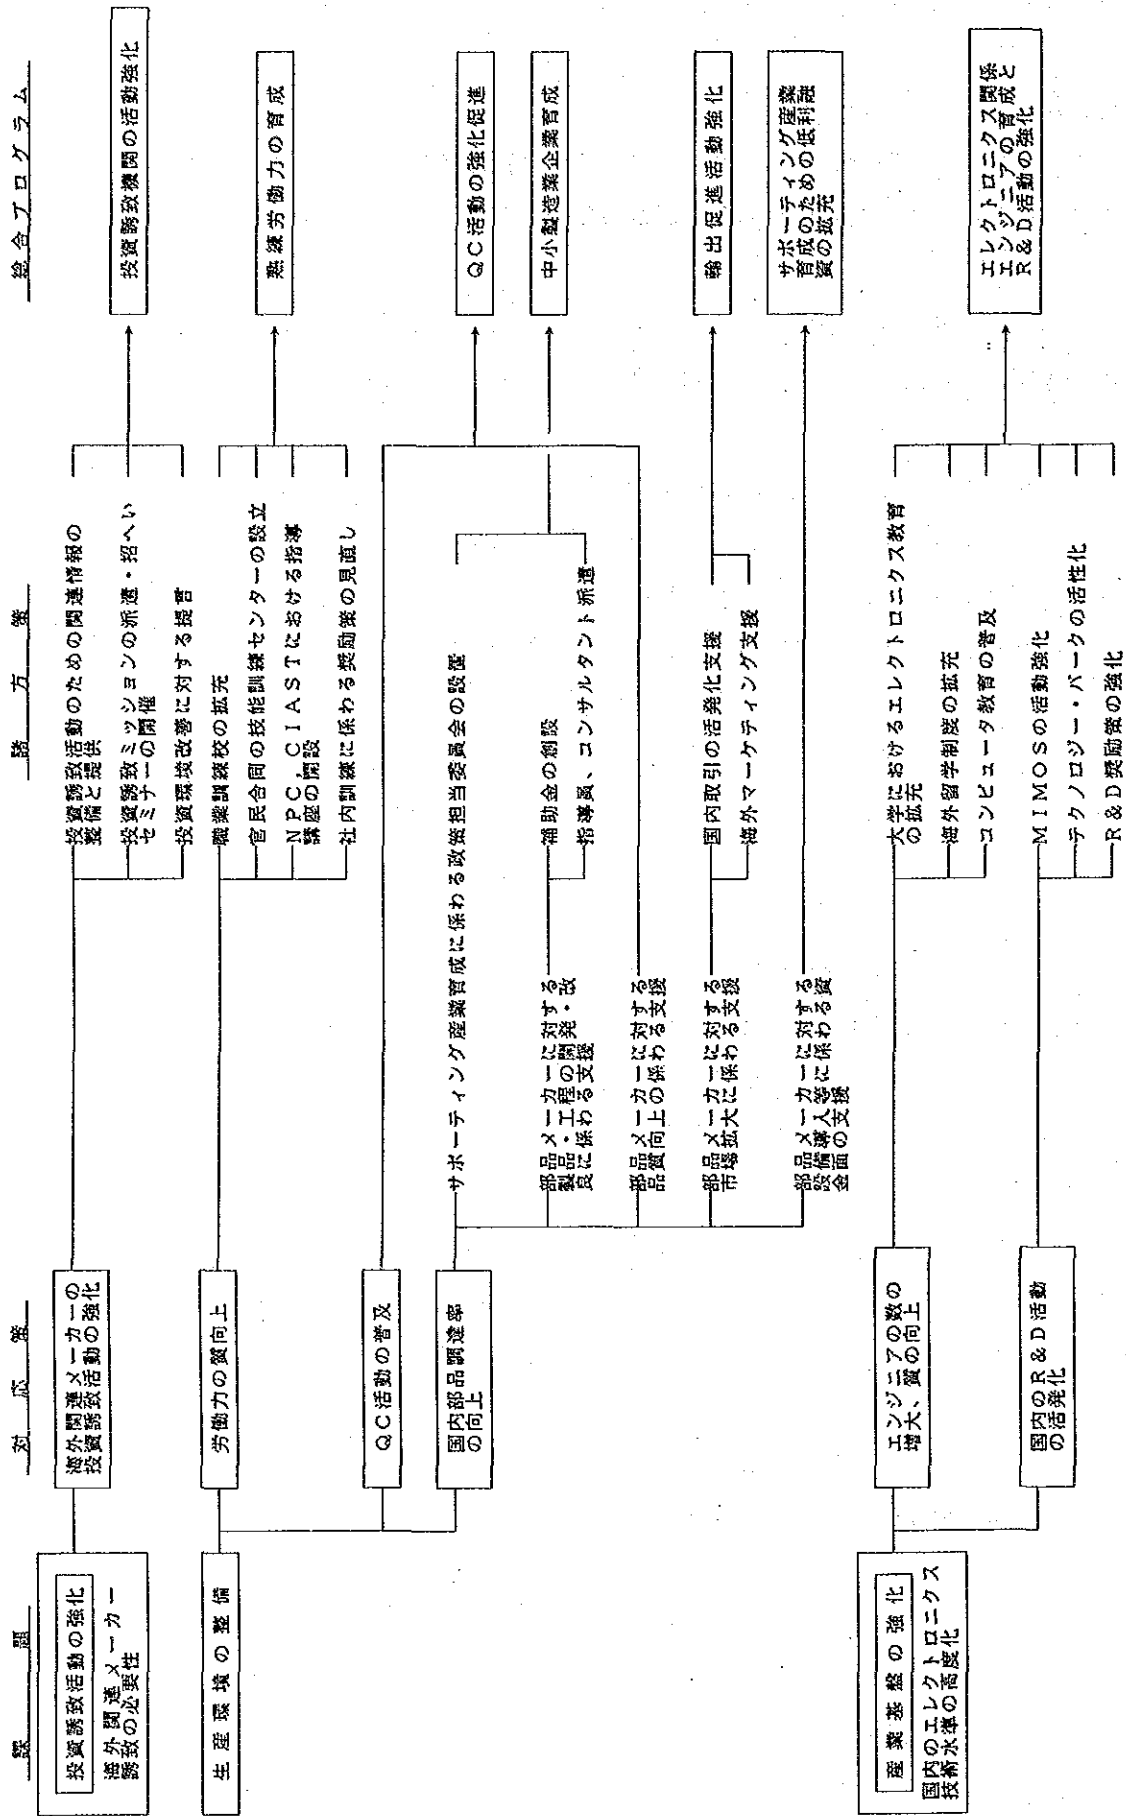 課題
対応策
諸方策
総合プログラム
投資誘致活動の強化
海外関連メーカー
誘致の必要性
海外関連メーカーの
投資誘致活動の強化
投資誘致活動のための関連情報の
整備と提供
投資誘致ミッションの派遣・招へい
セミナーの開催
投資環境改善に対する提言
投資誘致機関の活動強化
生産環境の整備
労働力の質向上
職業訓練校の拡充
官民合同の技能訓練センターの設立
NPC,CIASTにおける指導
講座の開設
社内訓練に係わる奨励策の見直し
熟練労働力の育成
QC活動の普及
QC活動の強化促進
国内部品調達率
の向上
サポーティング産業育成に係わる政策担当委員会の設置
部品メーカーに対する
製品・工程の開発・改
良に係わる支援
補助金の創設
指導員、コンサルタント派遣
中小製造業企業育成
部品メーカーに対する
品質向上の係わる支援
部品メーカーに対する
市場拡大に係わる支援
国内取引の活発化支援
海外マーケティング支援
輸出促進活動強化
部品メーカーに対する
設備導入等に係わる資
金面の支援
サポーティング産業
育成のための低利融
資の拡充
産業基盤の強化
国内のエレクトロニクス
技術水準の高度化
エンジニアの数の
増大、質の向上
大学におけるエレクトロニクス教育
の拡充
海外留学制度の拡充
コンピュータ教育の普及
国内のR&D活動
の活発化
MIMOSの活動強化
テクノロジー・パークの活性化
R&D奨励策の強化
エレクトロニクス関係
エンジニアの育成と
R&D活動の強化